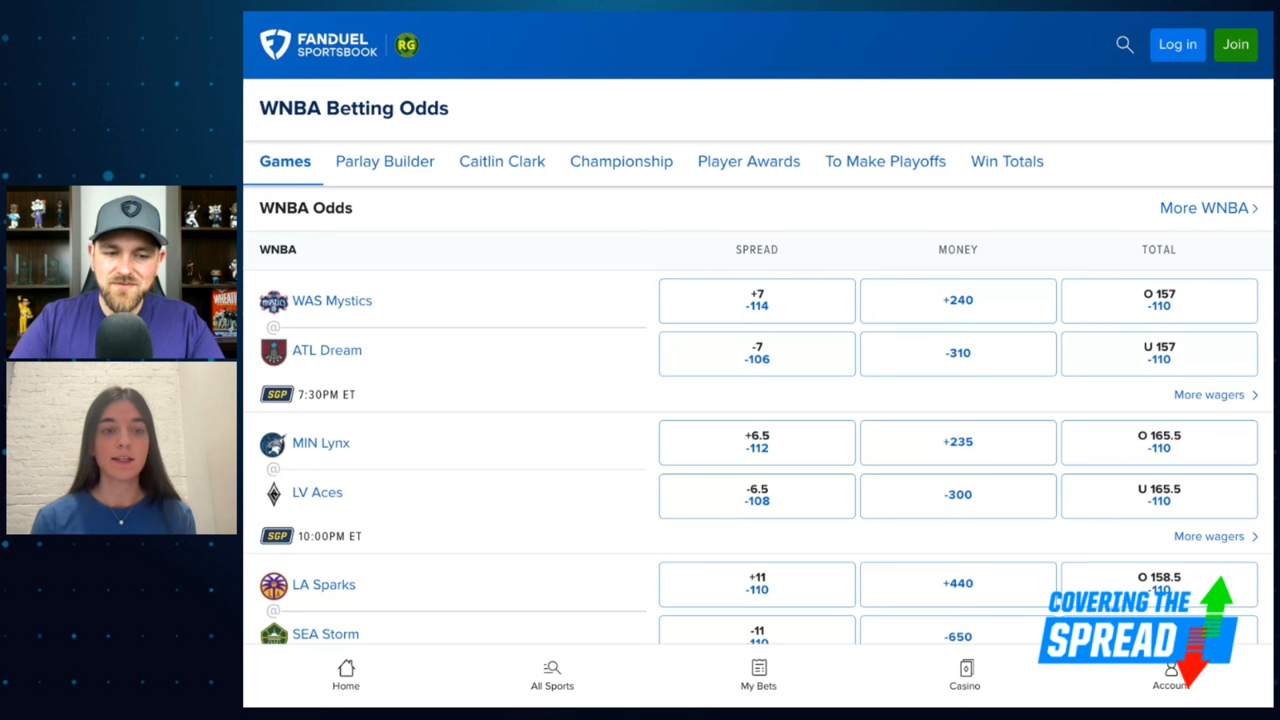 FANDUEL
SPORTSBOOK
RG
Log in
Join
WNBA Betting Odds
Games Parlay Builder Caitlin Clark Championship Player Awards To Make Playoffs Win Totals
WNBA Odds
More WNBA >
WNBA SPREAD MONEY TOTAL
WAS Mystics
+7
-114
+240
O 157
-110
@
ATL Dream
-7
-106
-310
U 157
-110
SGP 7:30PM ET
More wagers >
MIN Lynx
+6.5
-112
+235
O 165.5
-110
@
LV Aces
-6.5
-108
-300
U 165.5
-110
SGP 10:00PM ET
More wagers >
LA Sparks
+11
-110
+440
O 158.5
-110
@
SEA Storm
-11
-110
-650
COVERING THE
SPREAD
Home
All Sports
My Bets
Casino
Account